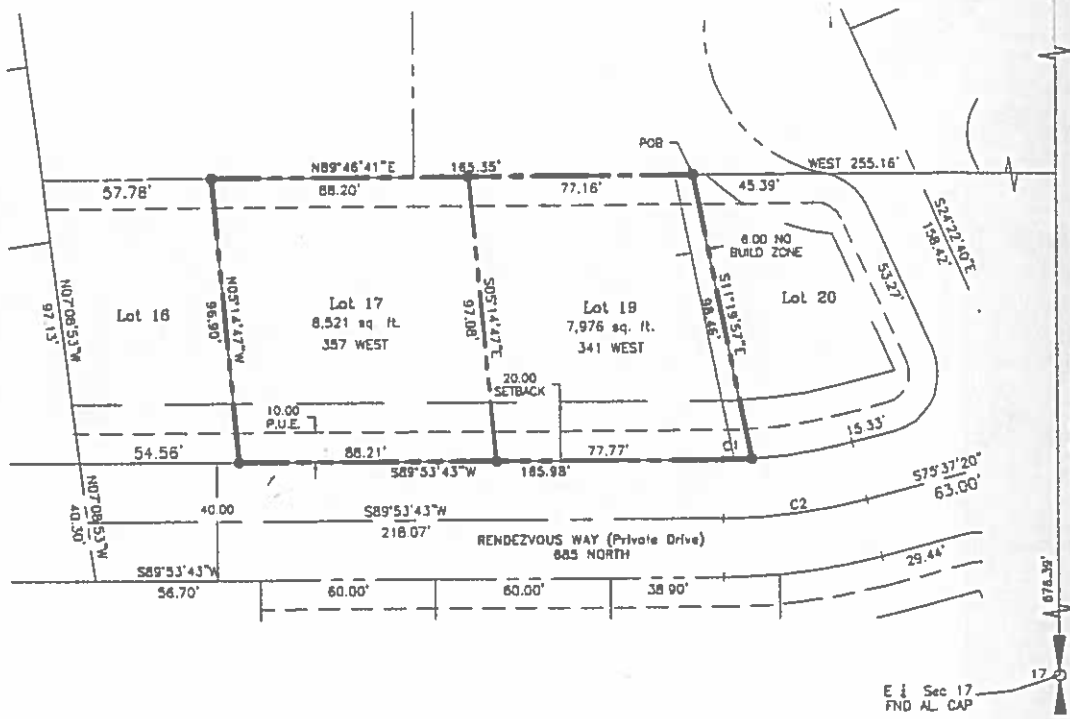 POB
WEST 255.16'
N89°46'41"E
165.35'
57.78'
88.20'
77.16'
45.39'
S24°22'40"E
158.42'
6.00 NO
BUILD ZONE
53.27'
N07°08'53"W
97.13'
Lot 16
N05°14'47"W
96.90'
Lot 17
8,521 sq. ft.
357 WEST
S05°14'47"E
97.08'
Lot 19
7,976 sq. ft.
341 WEST
S11°19'57"E
98.46'
Lot 20
20.00
SETBACK
10.00
P.U.E.
54.56'
88.21'
S89°53'43"W
165.98'
77.77'
C1
15.33'
S75°37'20"
63.00'
N07°08'53"W
40.30'
40.00
S89°53'43"W
218.07'
C2
RENDEZVOUS WAY (Private Drive)
685 NORTH
29.44'
S89°53'43"W
56.70'
60.00'
60.00'
38.90'
678.39'
17
E ¼ Sec 17
FND AL. CAP